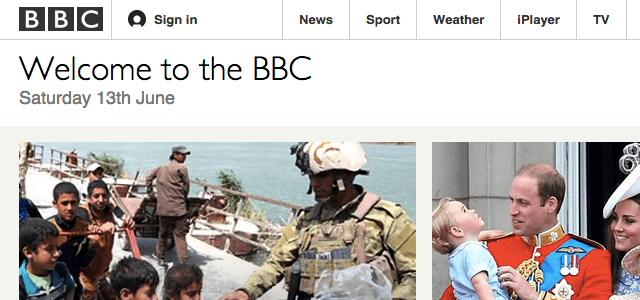 BBC Sign in News Sport Weather iPlayer TV
Welcome to the BBC
Saturday 13th June